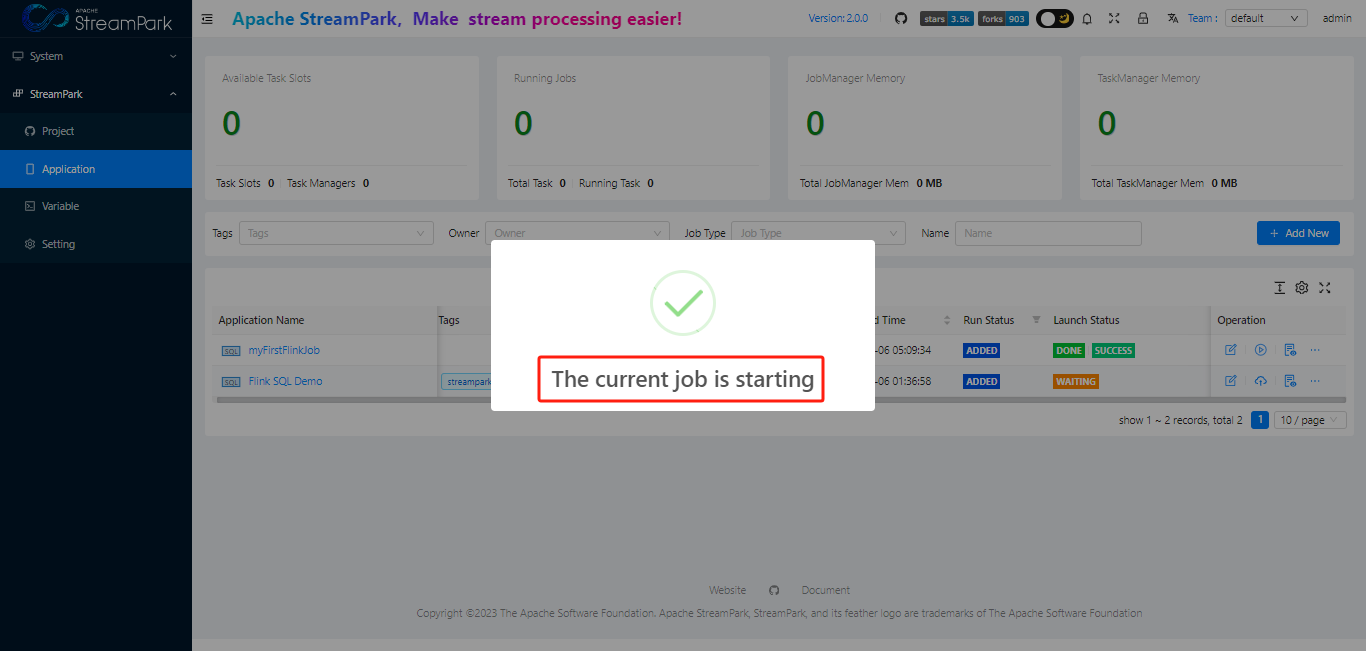 APACHE
StreamPark
Apache StreamPark, Make stream processing easier!
Version: 2.0.0
stars 3.5k forks 903
Team :
default
admin
System
StreamPark
Project
Application
Variable
Setting
Available Task Slots
0
Task Slots 0 Task Managers 0
Running Jobs
0
Total Task 0 Running Task 0
JobManager Memory
0
Total JobManager Mem 0 MB
TaskManager Memory
0
Total TaskManager Mem 0 MB
Tags Tags Owner Owner Job Type Job Type Name Name + Add New
The current job is starting
Application Name Tags d Time Run Status Launch Status Operation
SQL myFirstFlinkJob -06 05:09:34 ADDED DONE SUCCESS
SQL Flink SQL Demo streampark -06 01:36:58 ADDED WAITING
show 1 ~ 2 records, total 2 1 10 / page
Website Document
Copyright ©2023 The Apache Software Foundation. Apache StreamPark, StreamPark, and its feather logo are trademarks of The Apache Software Foundation